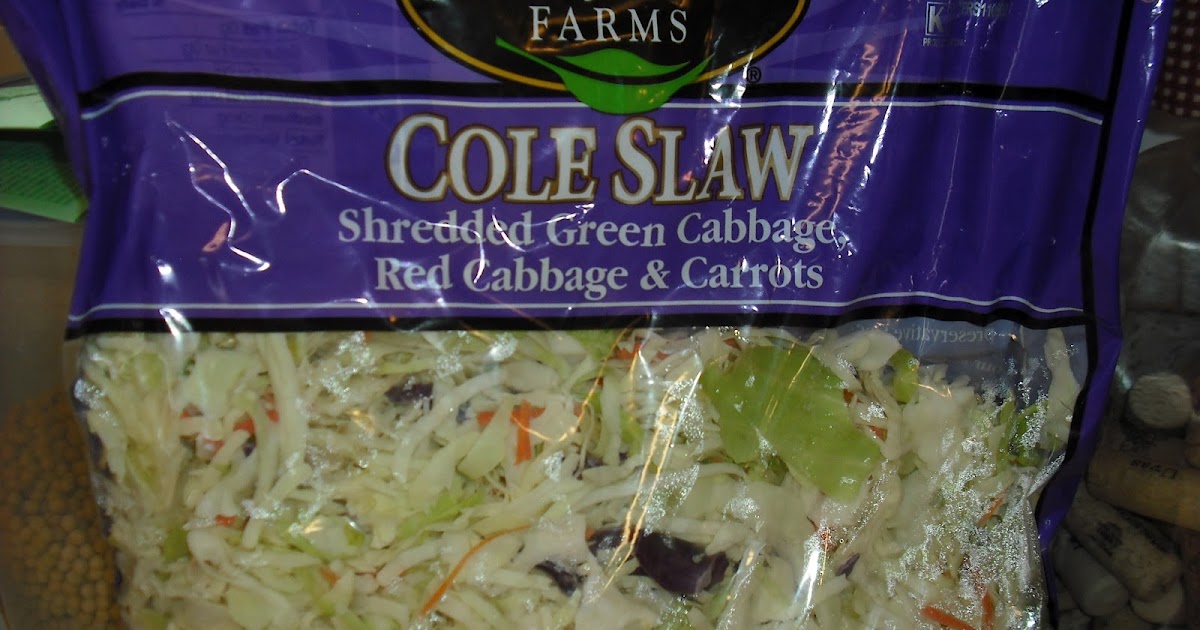 FARMS
®
K
COLE SLAW
Shredded Green Cabbage,
Red Cabbage & Carrots